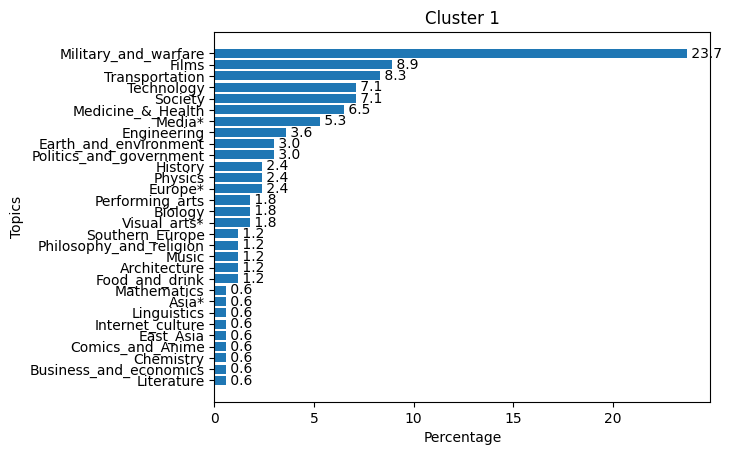 Cluster 1
Military_and_warfare 23.7
Films 8.9
Transportation 8.3
Technology 7.1
Society 7.1
Medicine_&_Health 6.5
Media* 5.3
Engineering 3.6
Earth_and_environment 3.0
Politics_and_government 3.0
History 2.4
Physics 2.4
Europe* 2.4
Performing_arts 1.8
Biology 1.8
Visual_arts* 1.8
Southern_Europe 1.2
Philosophy_and_religion 1.2
Music 1.2
Architecture 1.2
Food_and_drink 1.2
Mathematics 0.6
Asia* 0.6
Linguistics 0.6
Internet_culture 0.6
East_Asia 0.6
Comics_and_Anime 0.6
Chemistry 0.6
Business_and_economics 0.6
Literature 0.6
Topics
0 5 10 15 20
Percentage